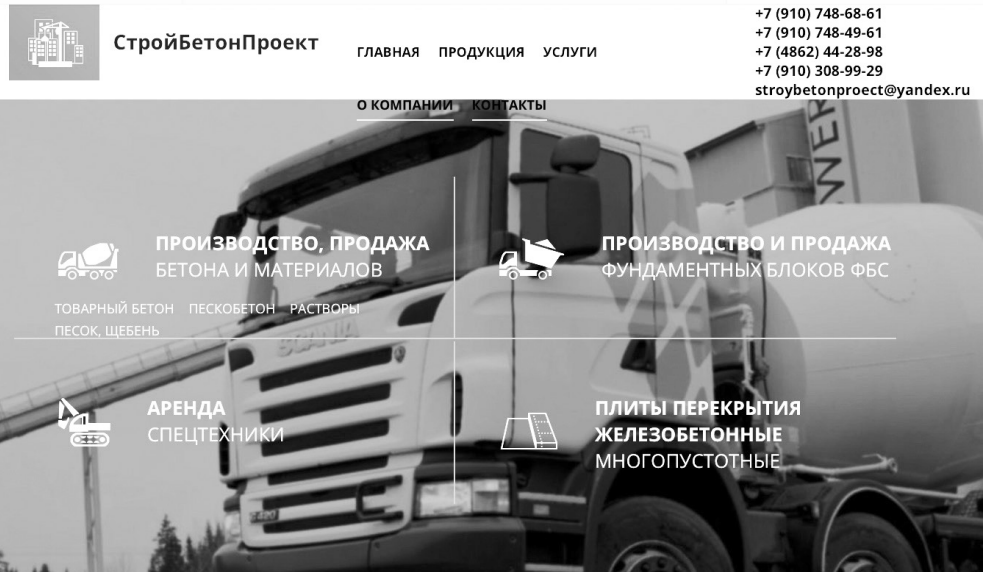 СтройБетонПроект
ГЛАВНАЯ ПРОДУКЦИЯ УСЛУГИ
О КОМПАНИИ КОНТАКТЫ
+7 (910) 748-68-61
+7 (910) 748-49-61
+7 (4862) 44-28-98
+7 (910) 308-99-29
stroybetonproect@yandex.ru
ПРОИЗВОДСТВО, ПРОДАЖА
БЕТОНА И МАТЕРИАЛОВ
ТОВАРНЫЙ БЕТОН ПЕСКОБЕТОН РАСТВОРЫ
ПЕСОК, ЩЕБЕНЬ
ПРОИЗВОДСТВО И ПРОДАЖА
ФУНДАМЕНТНЫХ БЛОКОВ ФБС
АРЕНДА
СПЕЦТЕХНИКИ
ПЛИТЫ ПЕРЕКРЫТИЯ
ЖЕЛЕЗОБЕТОННЫЕ
МНОГОПУСТОТНЫЕ
SCANIA